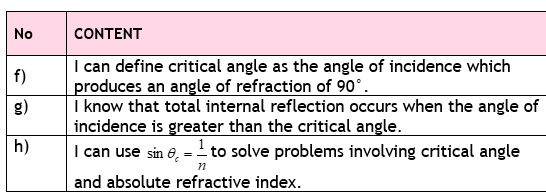 No CONTENT
f) I can define critical angle as the angle of incidence which
produces an angle of refraction of 90˚.
g) I know that total internal reflection occurs when the angle of
incidence is greater than the critical angle.
h) I can use sin θc = 1/n to solve problems involving critical angle
and absolute refractive index.